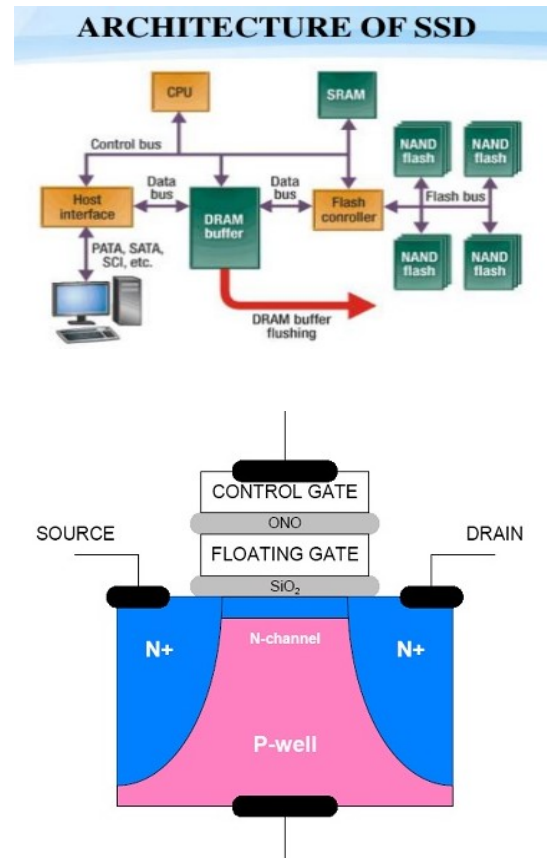 ARCHITECTURE OF SSD
CPU
SRAM
NAND
flash
NAND
flash
Control bus
Data
bus
Data
bus
Host
interface
DRAM
buffer
Flash
conroller
Flash bus
PATA, SATA,
SCI, etc.
NAND
flash
NAND
flash
DRAM buffer
flushing
CONTROL GATE
ONO
SOURCE
FLOATING GATE
DRAIN
SiO₂
N+
N-channel
N+
P-well